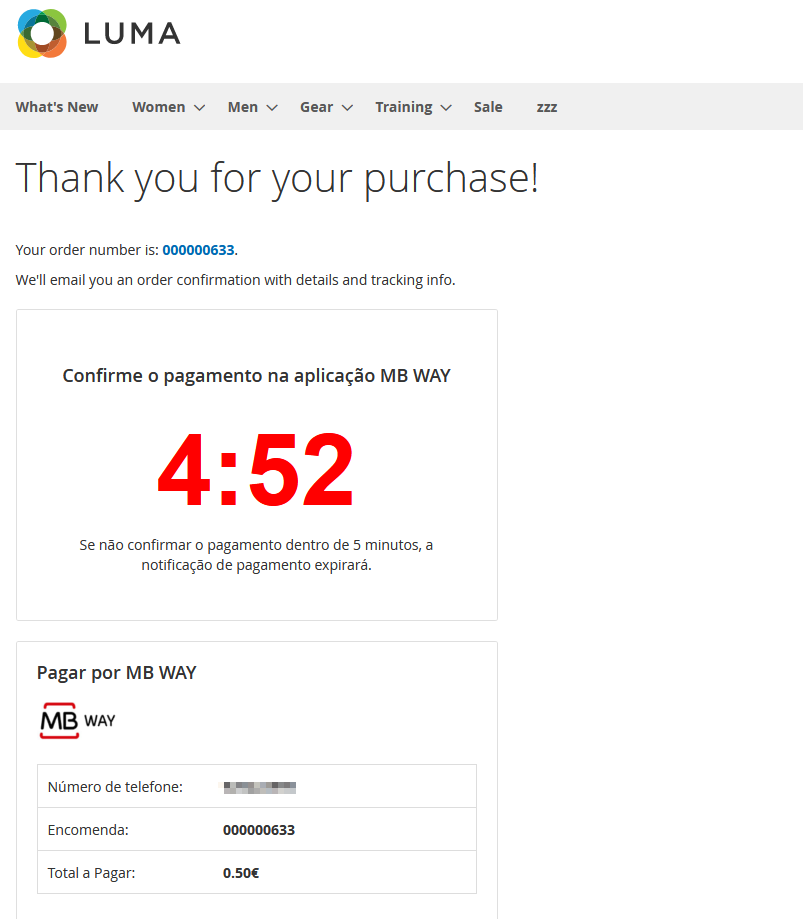 LUMA
What's New Women Men Gear Training Sale zzz
Thank you for your purchase!
Your order number is: 000000633.
We'll email you an order confirmation with details and tracking info.
Confirme o pagamento na aplicação MB WAY
4:52
Se não confirmar o pagamento dentro de 5 minutos, a
notificação de pagamento expirará.
Pagar por MB WAY
MB WAY
Número de telefone:
Encomenda: 000000633
Total a Pagar: 0.50€